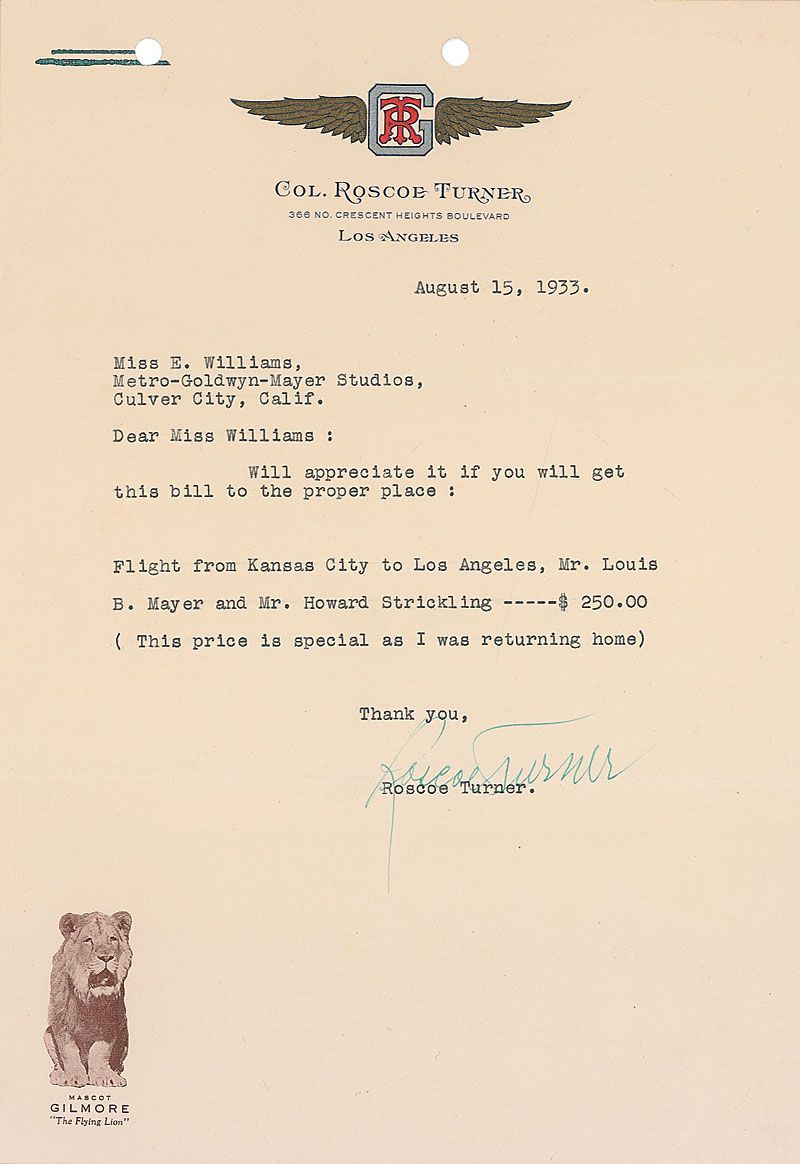 RTG
COL. ROSCOE TURNER
366 NO. CRESCENT HEIGHTS BOULEVARD
LOS ANGELES
August 15, 1933.
Miss E. Williams,
Metro-Goldwyn-Mayer Studios,
Culver City, Calif.
Dear Miss Williams :
Will appreciate it if you will get
this bill to the proper place :
Flight from Kansas City to Los Angeles, Mr. Louis
B. Mayer and Mr. Howard Strickling -----$ 250.00
( This price is special as I was returning home)
Thank you,
Roscoe Turner
Roscoe Turner.
MASCOT
GILMORE
"The Flying Lion"